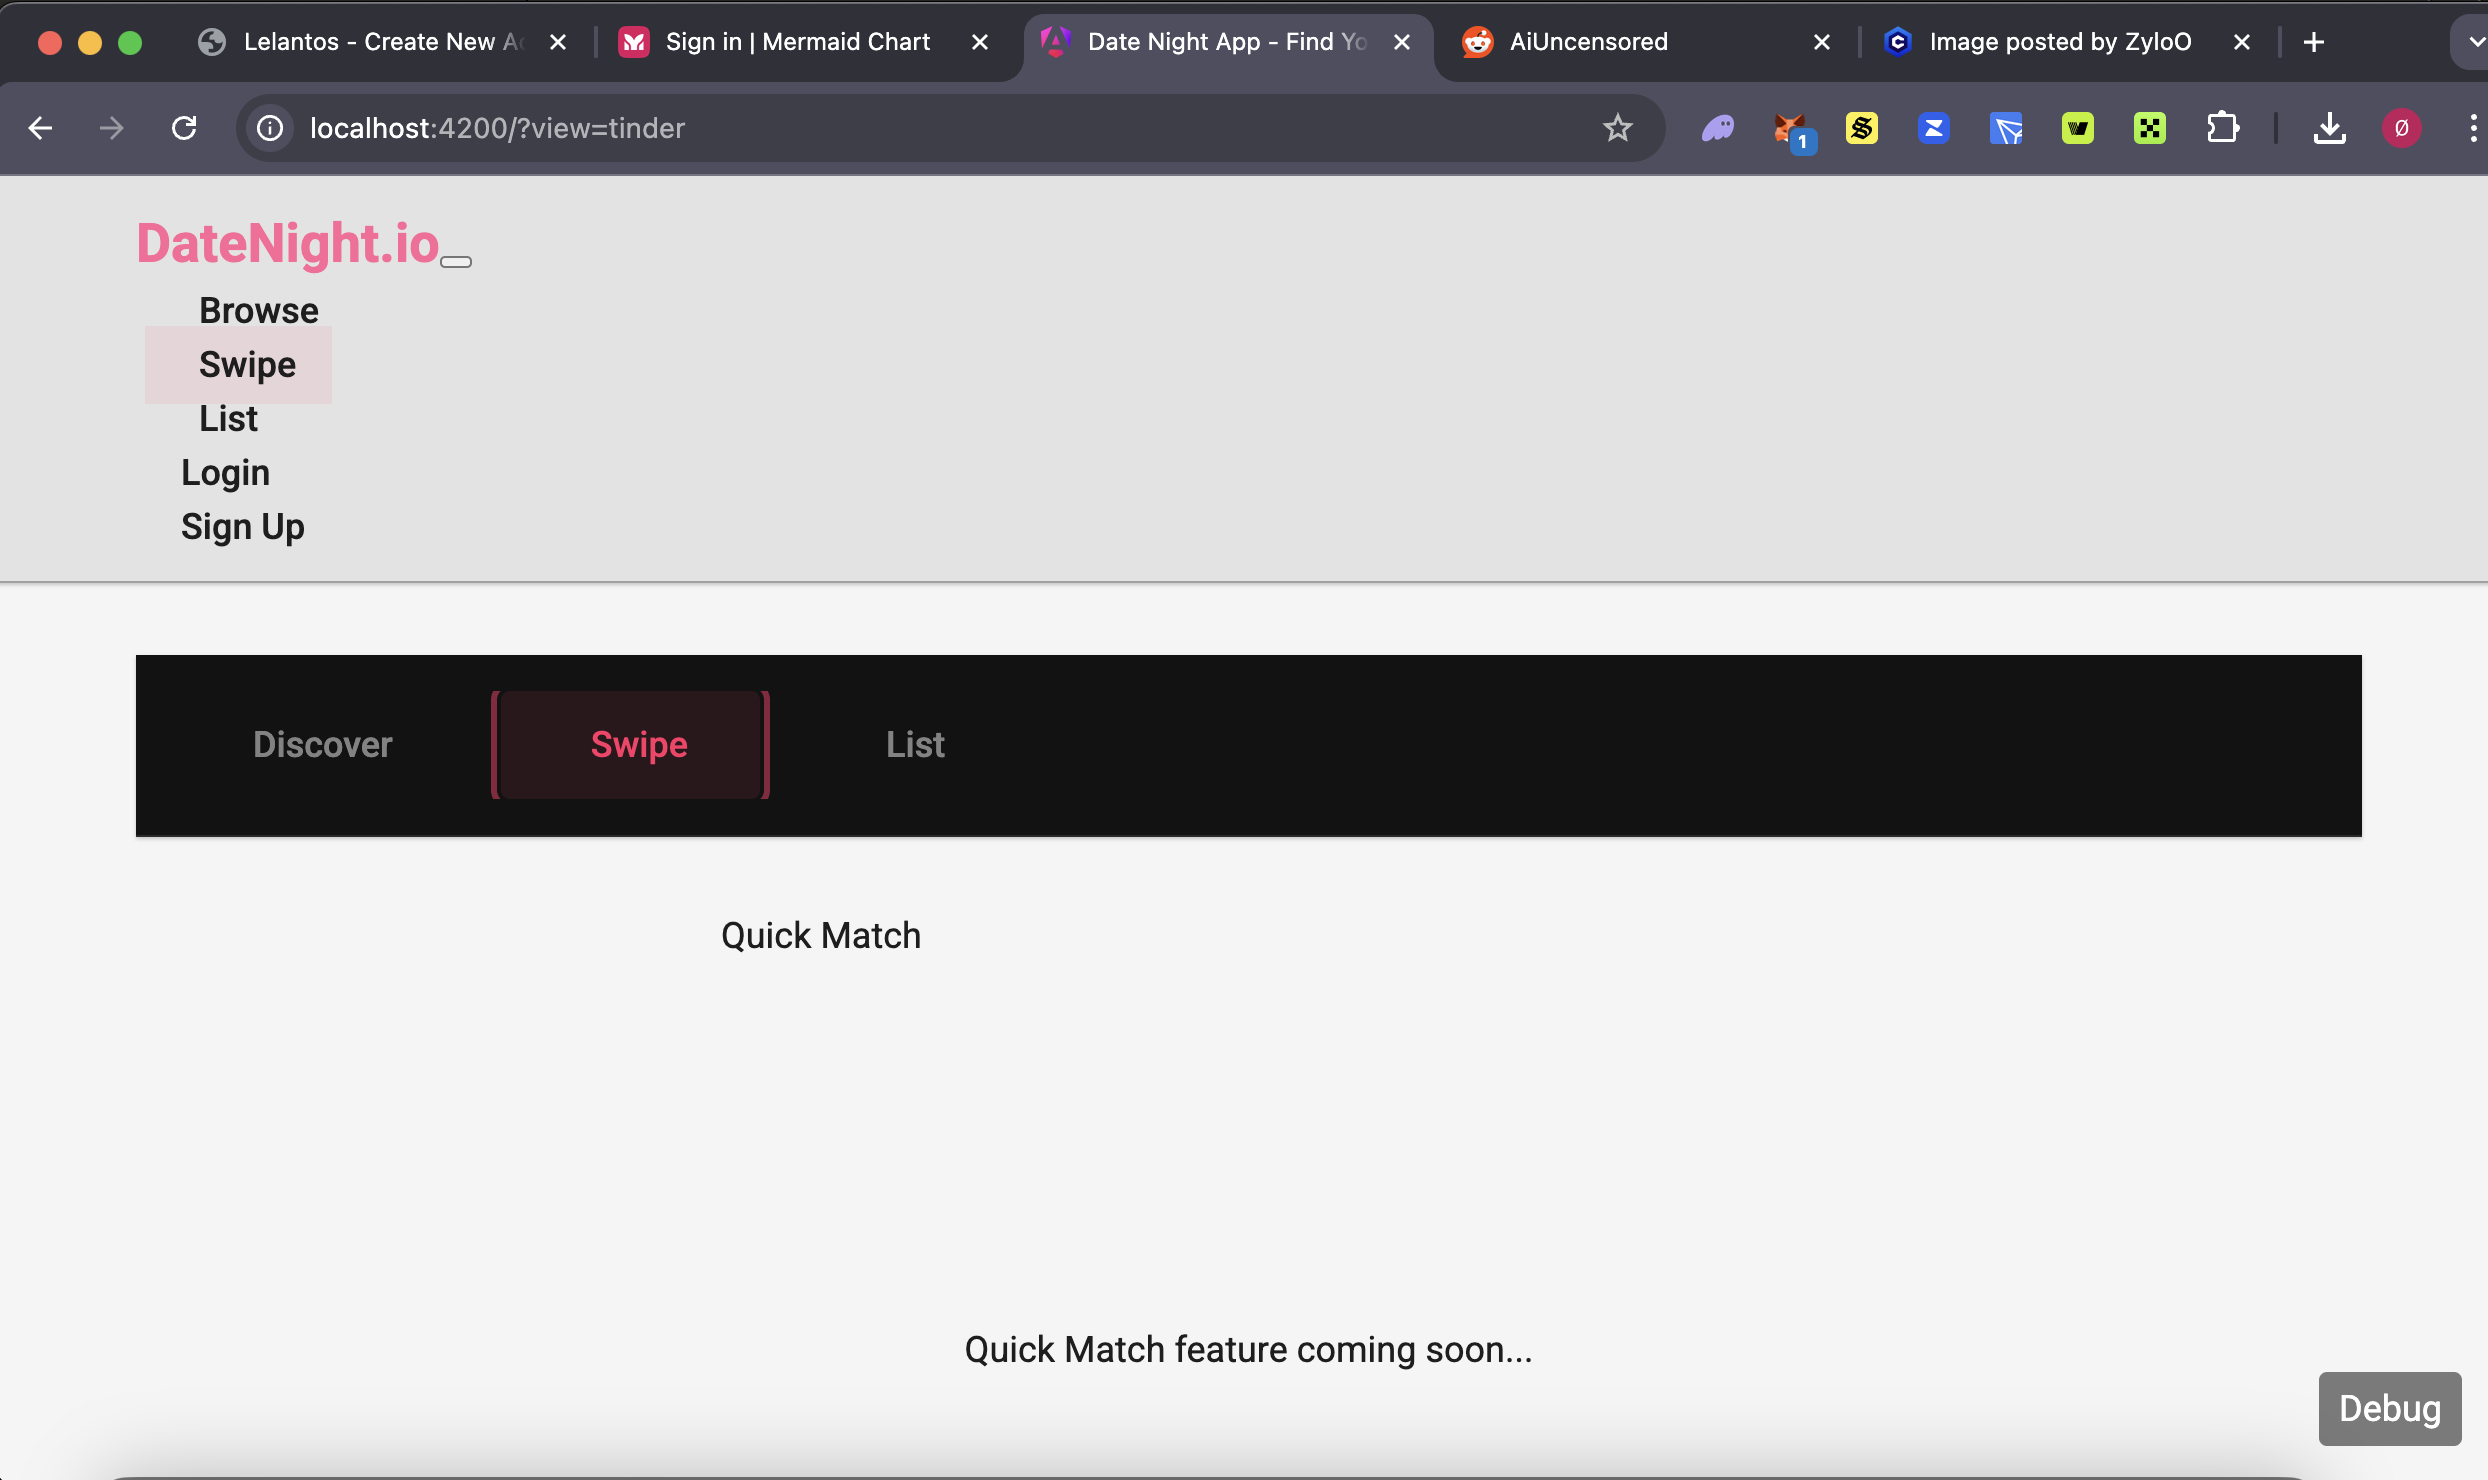 Lelantos - Create New Ac
Sign in | Mermaid Chart
Date Night App - Find Yo
AiUncensored
Image posted by ZyloO
localhost:4200/?view=tinder
1
Ø
DateNight.io
Browse
Swipe
List
Login
Sign Up
Discover
Swipe
List
Quick Match
Quick Match feature coming soon...
Debug